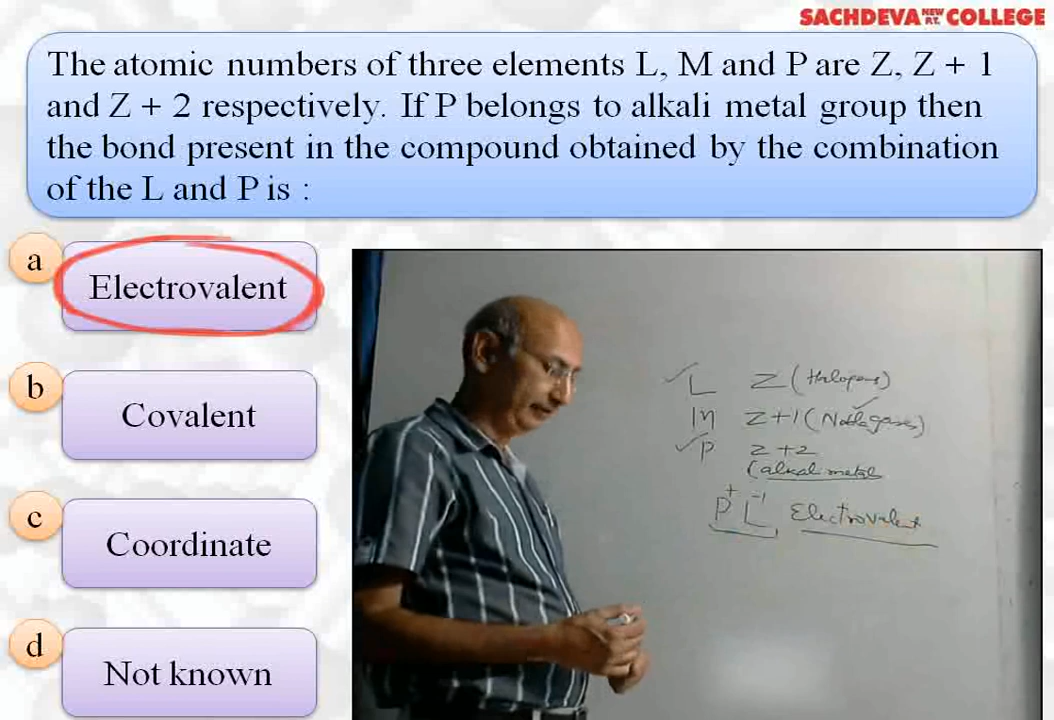 SACHDEVA NEW P.T. COLLEGE
The atomic numbers of three elements L, M and P are Z, Z + 1
and Z + 2 respectively. If P belongs to alkali metal group then
the bond present in the compound obtained by the combination
of the L and P is :
a Electrovalent
b Covalent
c Coordinate
d Not known
L Z (Halogens)
M Z+1 (Noble gases)
P Z+2
(alkali metal
P+ L-1 Electrovalent